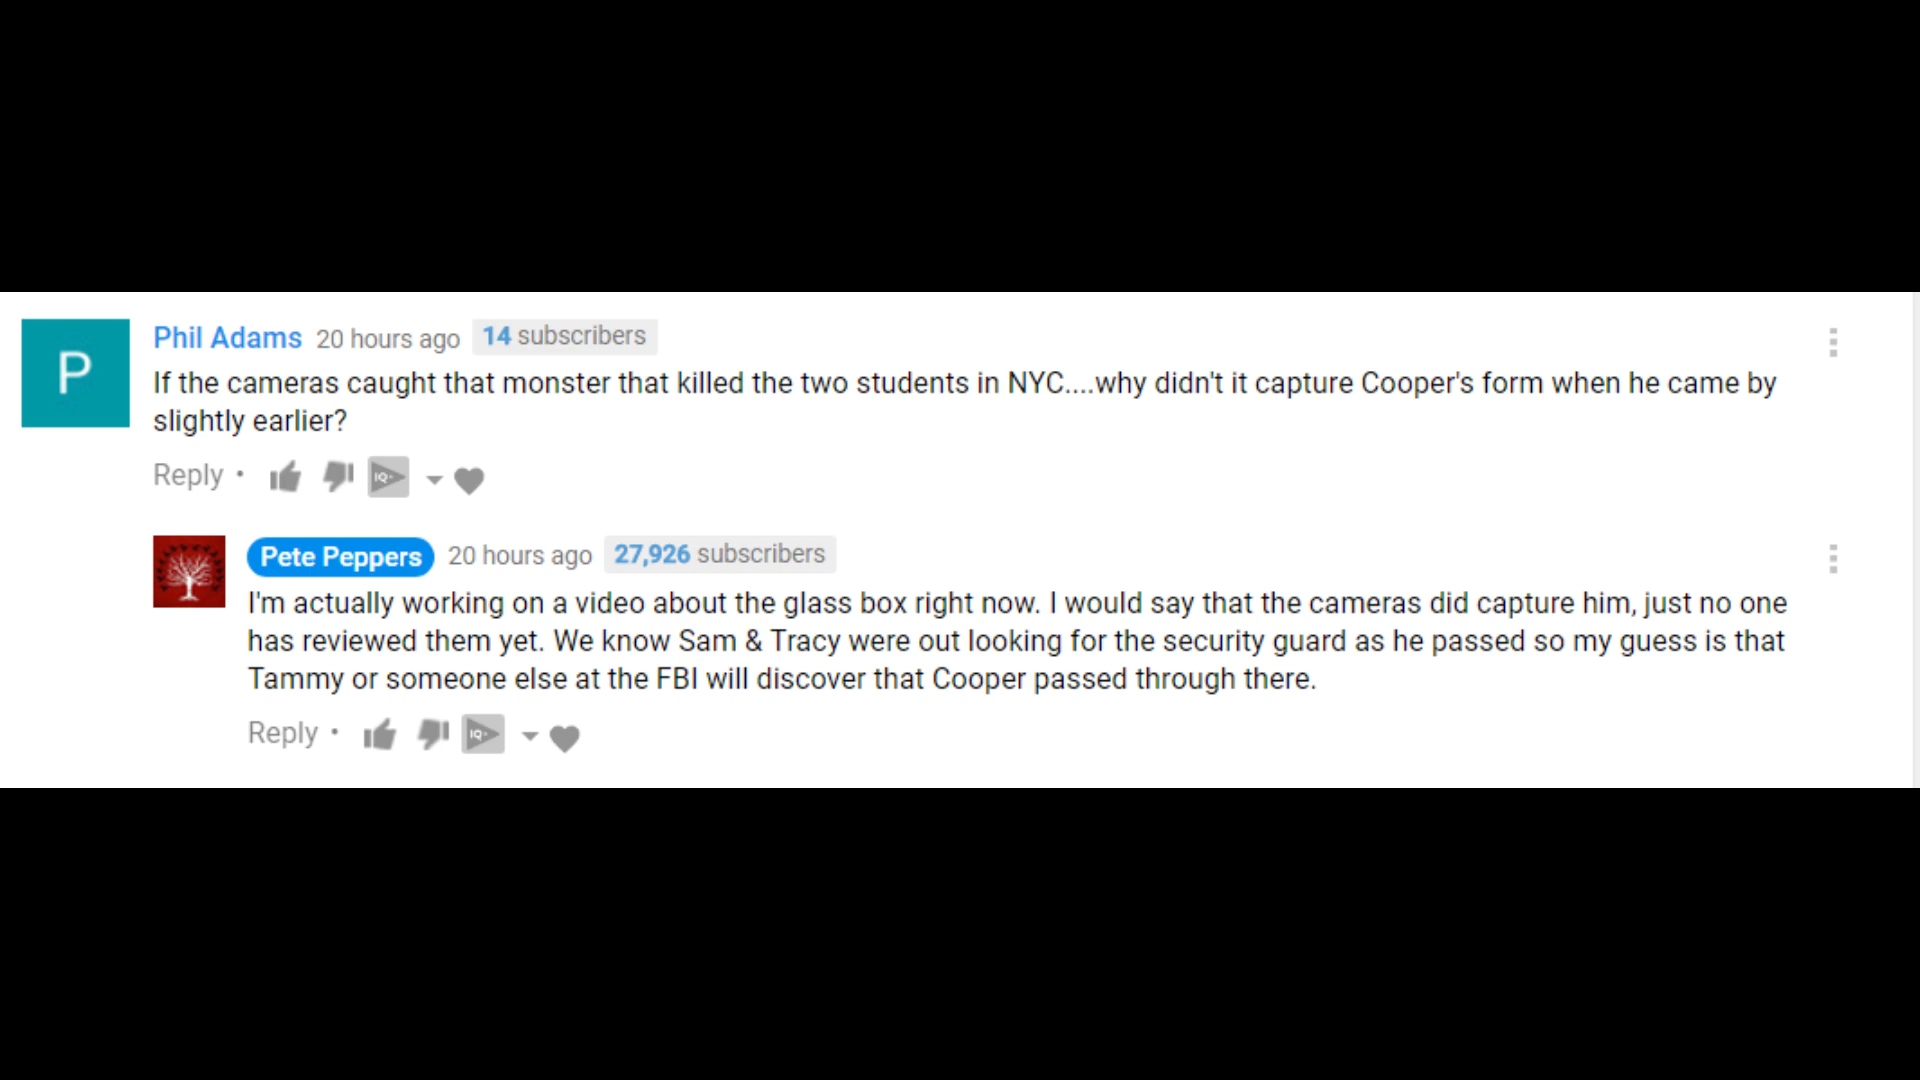 P
Phil Adams 20 hours ago 14 subscribers
If the cameras caught that monster that killed the two students in NYC....why didn't it capture Cooper's form when he came by
slightly earlier?
Reply • IQ+
Pete Peppers 20 hours ago 27,926 subscribers
I'm actually working on a video about the glass box right now. I would say that the cameras did capture him, just no one
has reviewed them yet. We know Sam & Tracy were out looking for the security guard as he passed so my guess is that
Tammy or someone else at the FBI will discover that Cooper passed through there.
Reply • IQ+